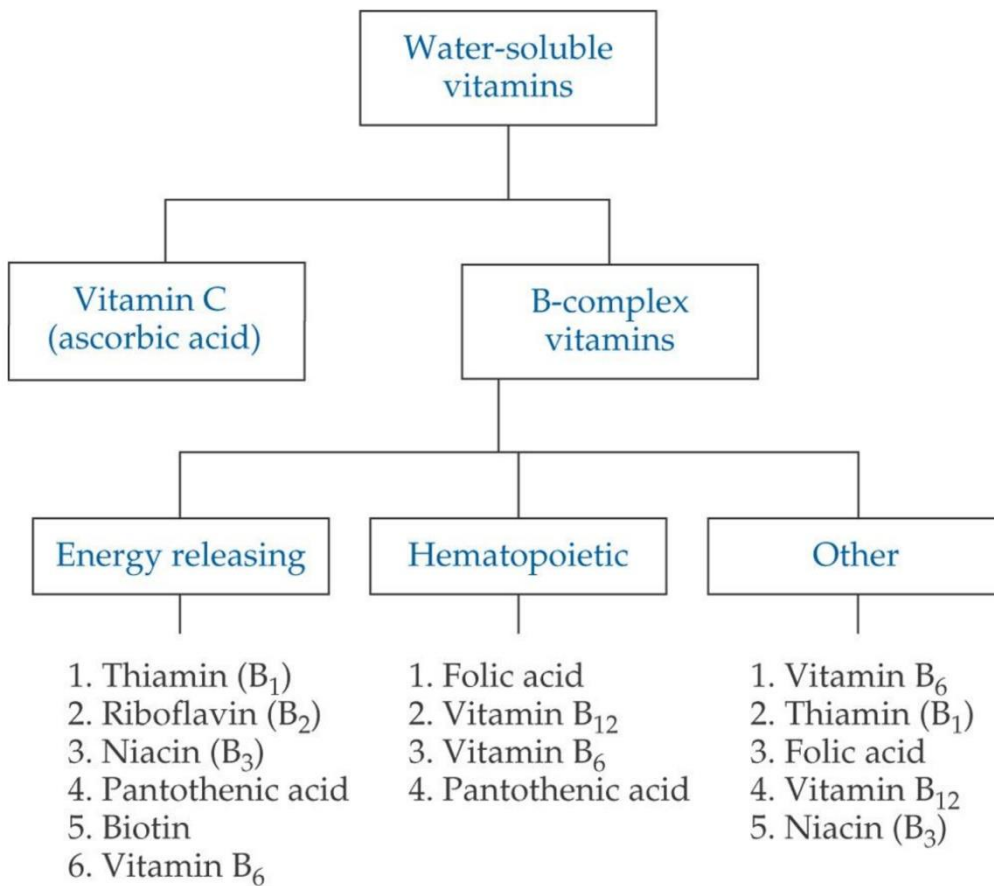 Water-soluble
vitamins
Vitamin C
(ascorbic acid)
B-complex
vitamins
Energy releasing
1. Thiamin (B₁)
2. Riboflavin (B₂)
3. Niacin (B₃)
4. Pantothenic acid
5. Biotin
6. Vitamin B₆
Hematopoietic
1. Folic acid
2. Vitamin B₁₂
3. Vitamin B₆
4. Pantothenic acid
Other
1. Vitamin B₆
2. Thiamin (B₁)
3. Folic acid
4. Vitamin B₁₂
5. Niacin (B₃)